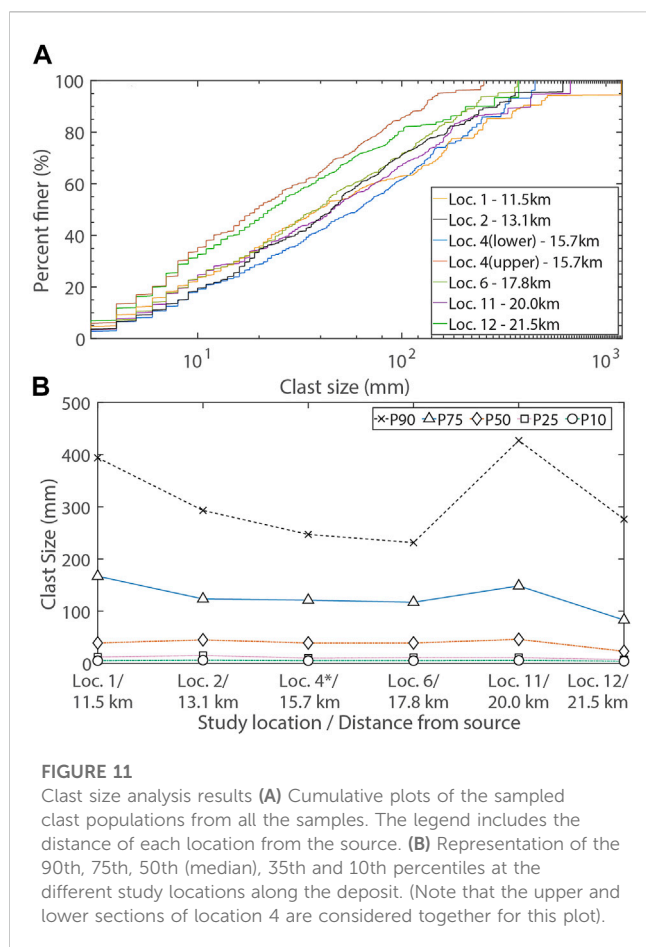 A
100
80
60
40
20
0
Percent finer (%)
Loc. 1 - 11.5km
Loc. 2 - 13.1km
Loc. 4(lower) - 15.7km
Loc. 4(upper) - 15.7km
Loc. 6 - 17.8km
Loc. 11 - 20.0km
Loc. 12 - 21.5km
10¹ 10² 10³
Clast size (mm)
B
500
400
300
200
100
0
Clast Size (mm)
P90 P75 P50 P25 P10
Loc. 1/ Loc. 2/ Loc. 4*/ Loc. 6/ Loc. 11/ Loc. 12/
11.5 km 13.1 km 15.7 km 17.8 km 20.0 km 21.5 km
Study location / Distance from source
FIGURE 11
Clast size analysis results (A) Cumulative plots of the sampled
clast populations from all the samples. The legend includes the
distance of each location from the source. (B) Representation of the
90th, 75th, 50th (median), 35th and 10th percentiles at the
different study locations along the deposit. (Note that the upper and
lower sections of location 4 are considered together for this plot).